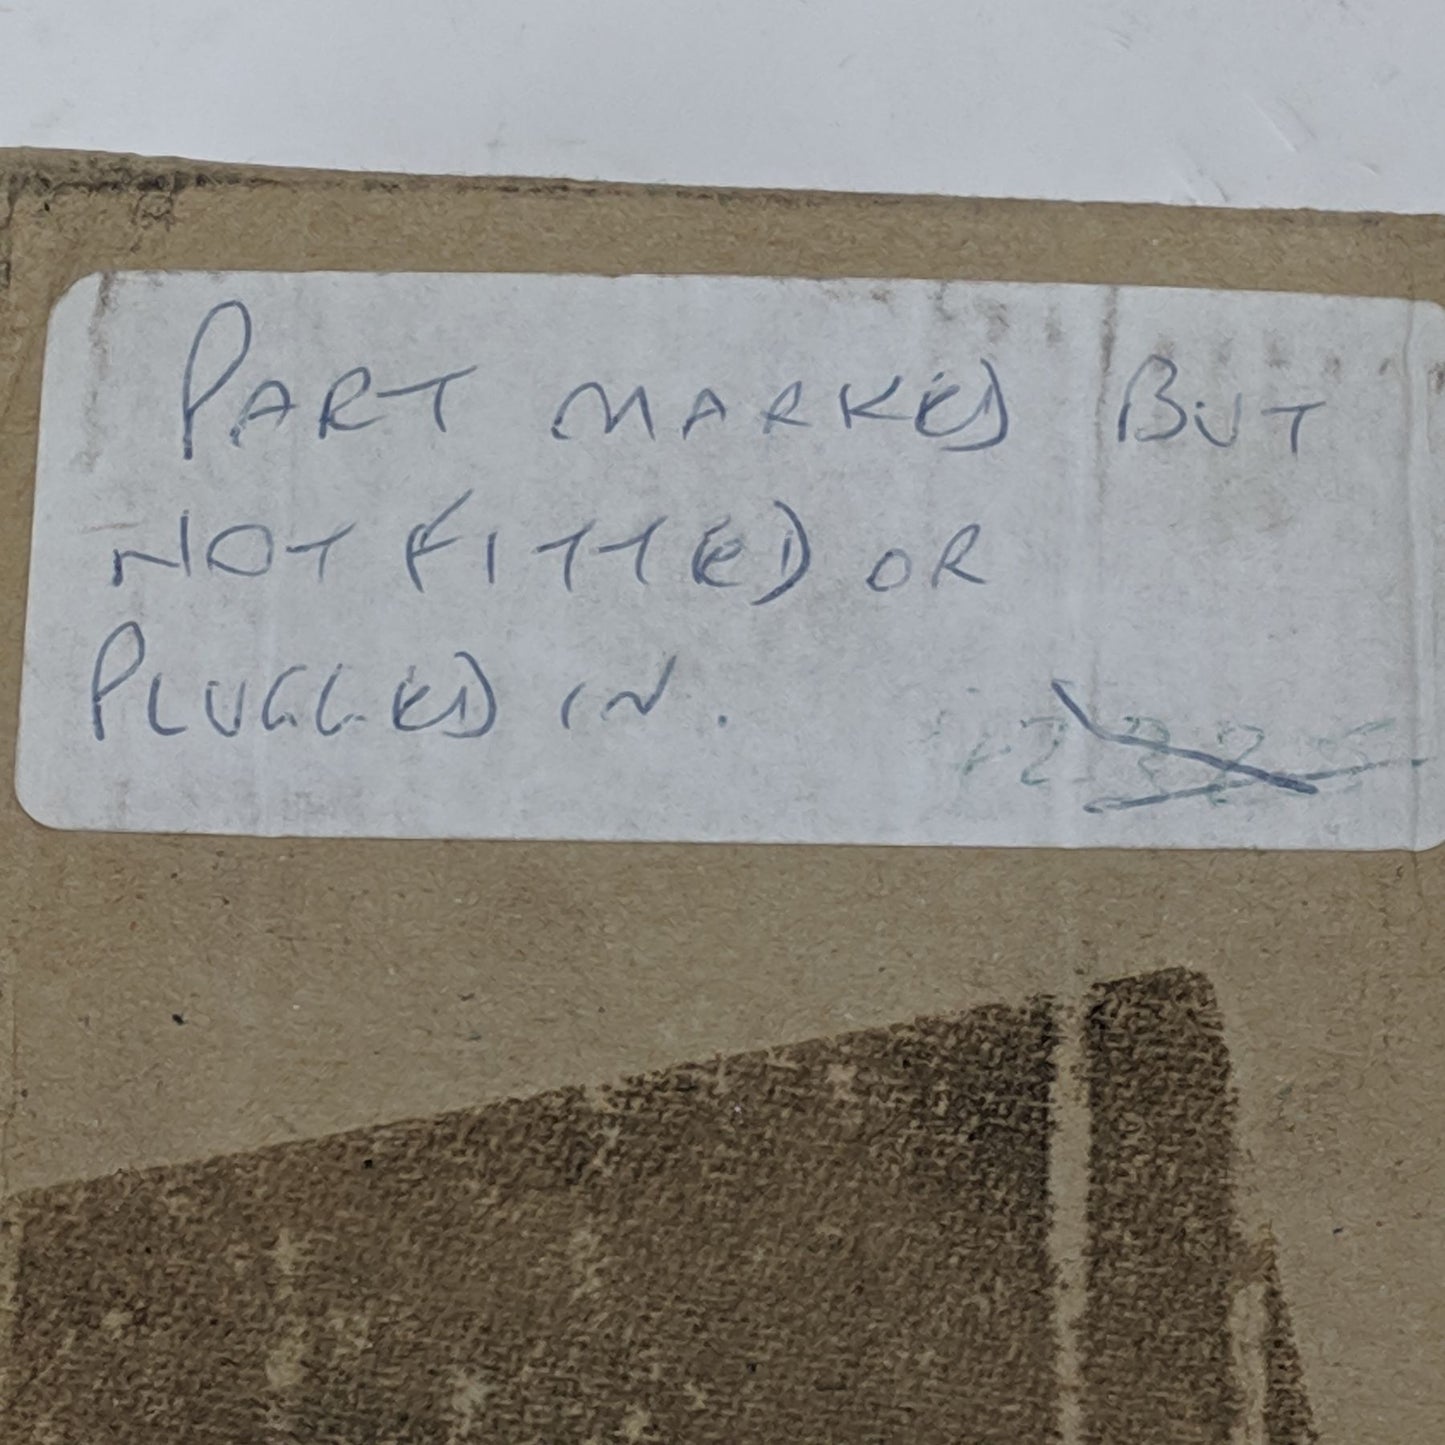 PART MARKED BUT
NOT FITTED OR
PLUGGED IN.